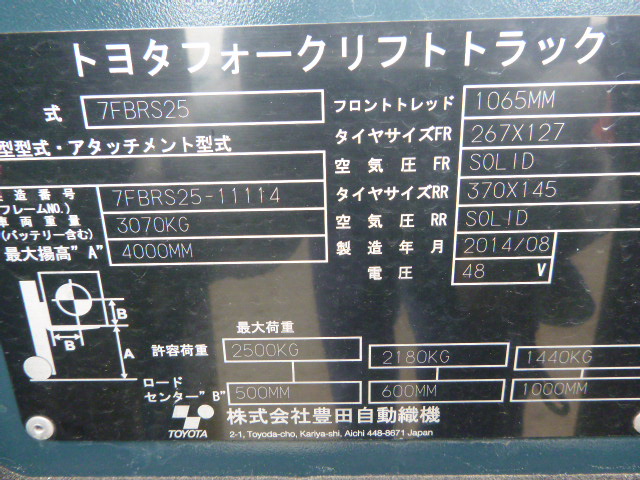 トヨタフォークリフトトラック
式 7FBRS25 フロントトレッド 1065MM
型型式・アタッチメント型式 タイヤサイズFR 267X127
空気圧FR SOLID
造番号 7FBRS25-11114 タイヤサイズRR 370X145
フレームNO.)
車両重量 3070KG 空気圧RR SOLID
(バッテリー含む)
最大揚高"A" 4000MM 製造年月 2014/08
電圧 48 V
B
B
A
最大荷重
許容荷重 2500KG 2180KG 1440KG
ロード
センター"B" 500MM 600MM 1000MM
TOYOTA 株式会社豊田自動織機
2-1, Toyoda-cho, Kariya-shi, Aichi 448-8671 Japan